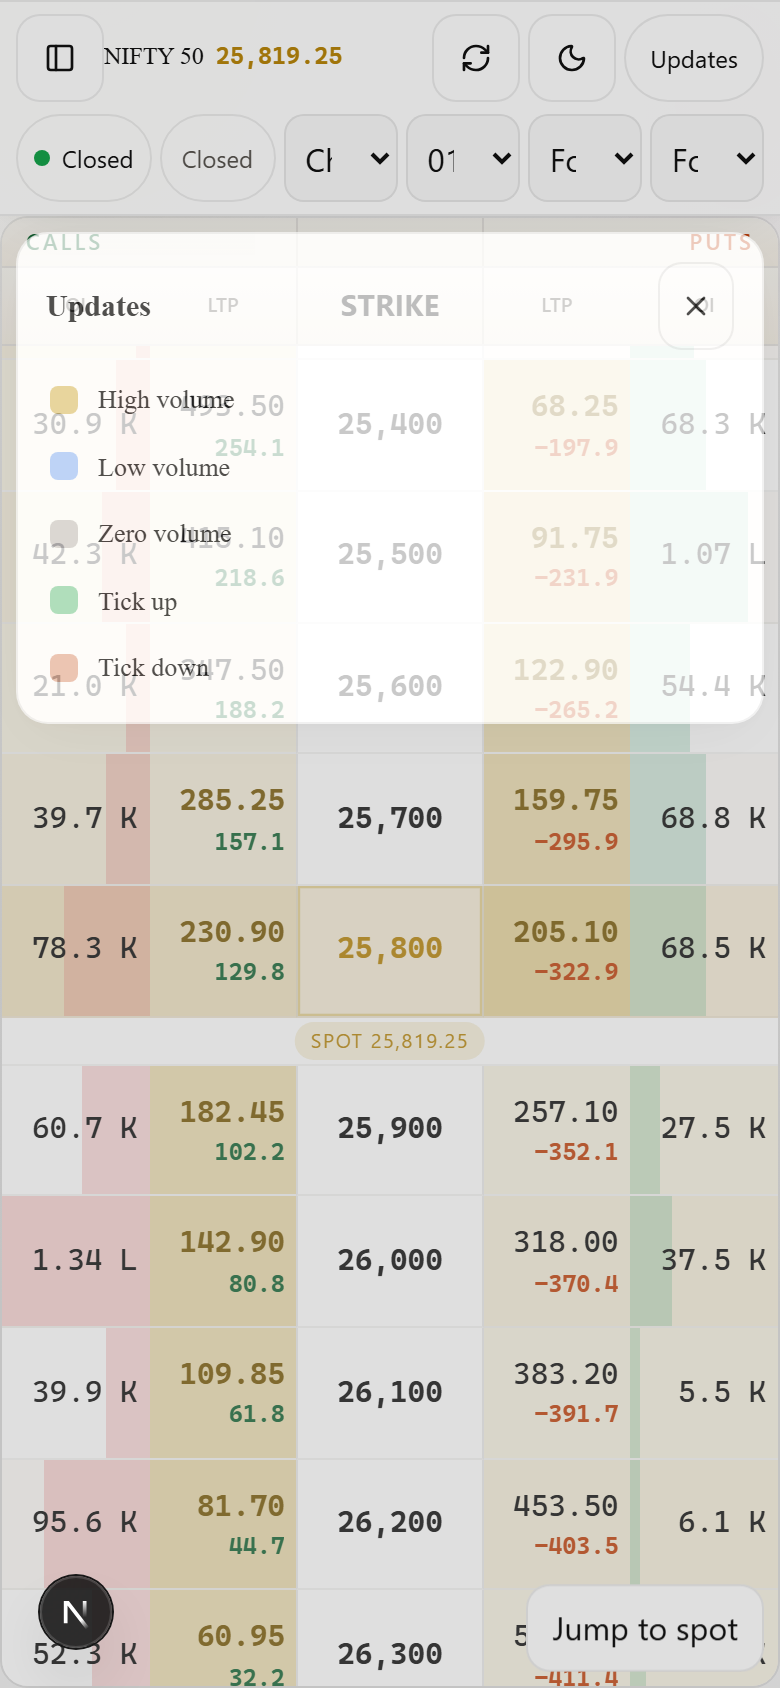 NIFTY 50 25,819.25 Updates
Closed Closed 01
CALLS PUTS
Updates LTP STRIKE LTP OI
High volume 25,400 68.25 68.3 K
30.9 K 254.1 −197.9
Low volume
Zero volume 25,500 91.75 1.07 L
42.3 K 218.6 −231.9
Tick up
Tick down 347.50 25,600 122.90 54.4 K
21.0 K 188.2 −265.2
39.7 K 285.25 25,700 159.75 68.8 K
157.1 −295.9
78.3 K 230.90 25,800 205.10 68.5 K
129.8 −322.9
SPOT 25,819.25
60.7 K 182.45 25,900 257.10 27.5 K
102.2 −352.1
1.34 L 142.90 26,000 318.00 37.5 K
80.8 −370.4
39.9 K 109.85 26,100 383.20 5.5 K
61.8 −391.7
95.6 K 81.70 26,200 453.50 6.1 K
44.7 −403.5
N 60.95 Jump to spot
52.3 K 26,300
32.2 −411.4